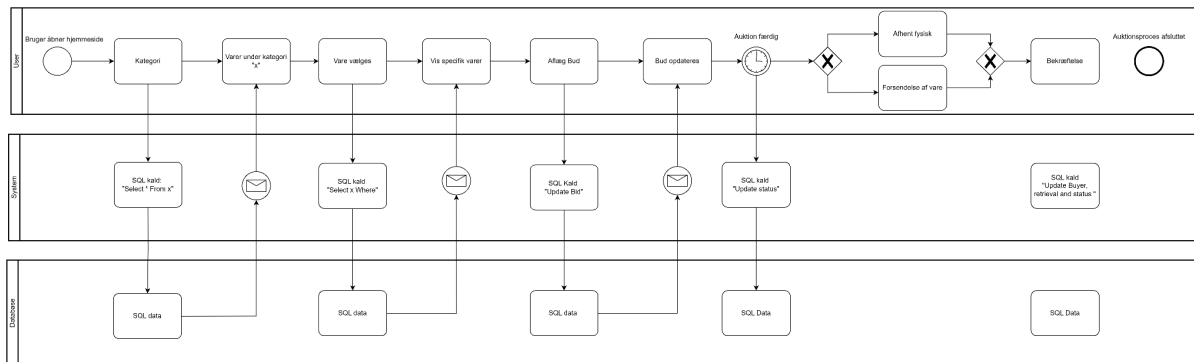 User
Bruger åbner hjemmeside
Kategori
Varer under kategori
"x"
Vare vælges
Vis specifik varer
Aflæg Bud
Bud opdateres
Auktion færdig
Afhent fysisk
Forsendelse af vare
Bekræftelse
Auktionsproces afsluttet
System
SQL kald:
"Select * From x"
SQL kald
"Select x Where"
SQL Kald
"Update Bid"
SQL kald
"Update status"
SQL kald
"Update Buyer,
retrieval and status "
Database
SQL data
SQL data
SQL data
SQL Data
SQL Data